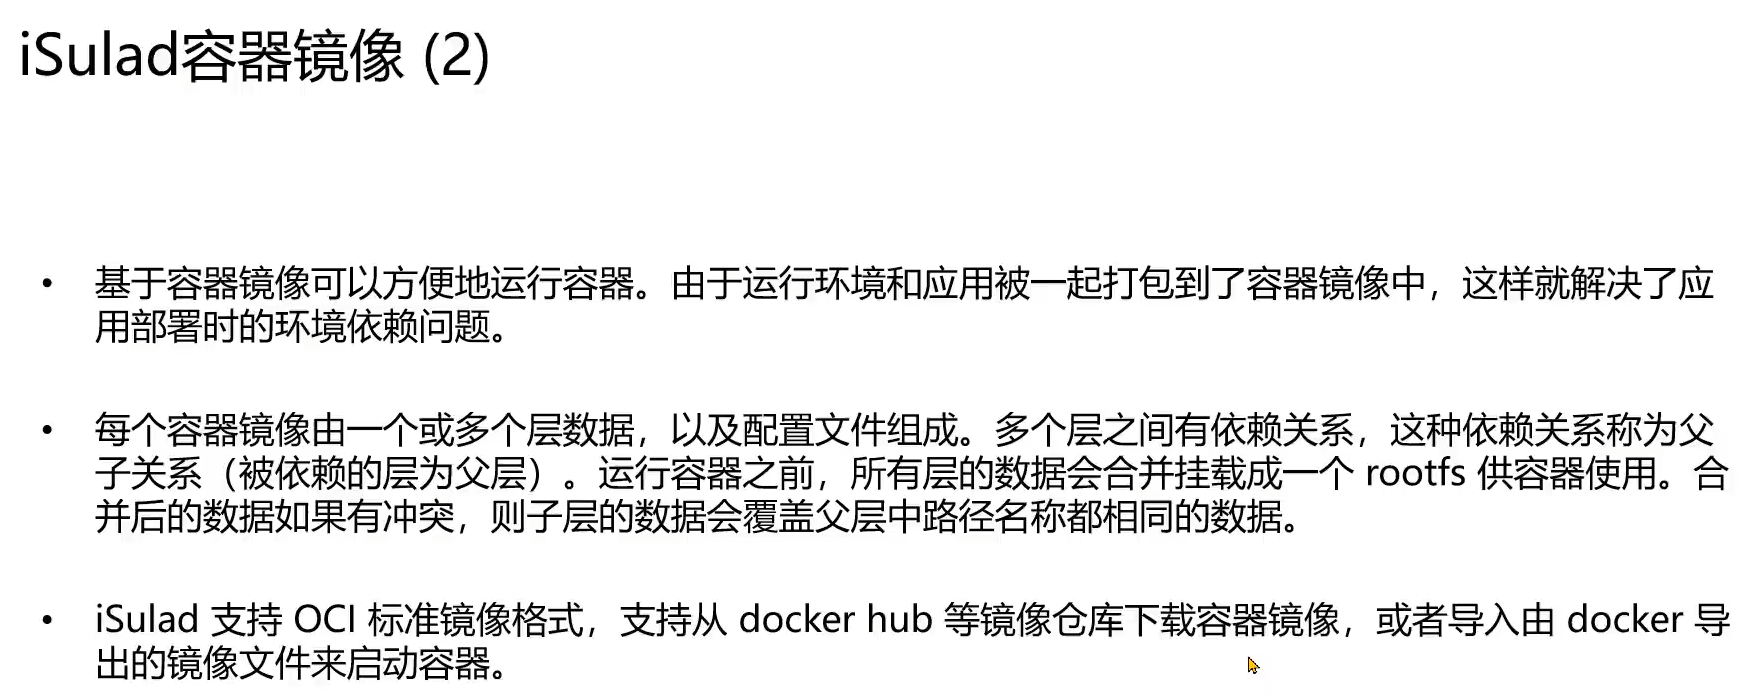 iSulad容器镜像 (2)
• 基于容器镜像可以方便地运行容器。由于运行环境和应用被一起打包到了容器镜像中，这样就解决了应
用部署时的环境依赖问题。
• 每个容器镜像由一个或多个层数据，以及配置文件组成。多个层之间有依赖关系，这种依赖关系称为父
子关系（被依赖的层为父层）。运行容器之前，所有层的数据会合并挂载成一个 rootfs 供容器使用。合
并后的数据如果有冲突，则子层的数据会覆盖父层中路径名称都相同的数据。
• iSulad 支持 OCI 标准镜像格式，支持从 docker hub 等镜像仓库下载容器镜像，或者导入由 docker 导
出的镜像文件来启动容器。